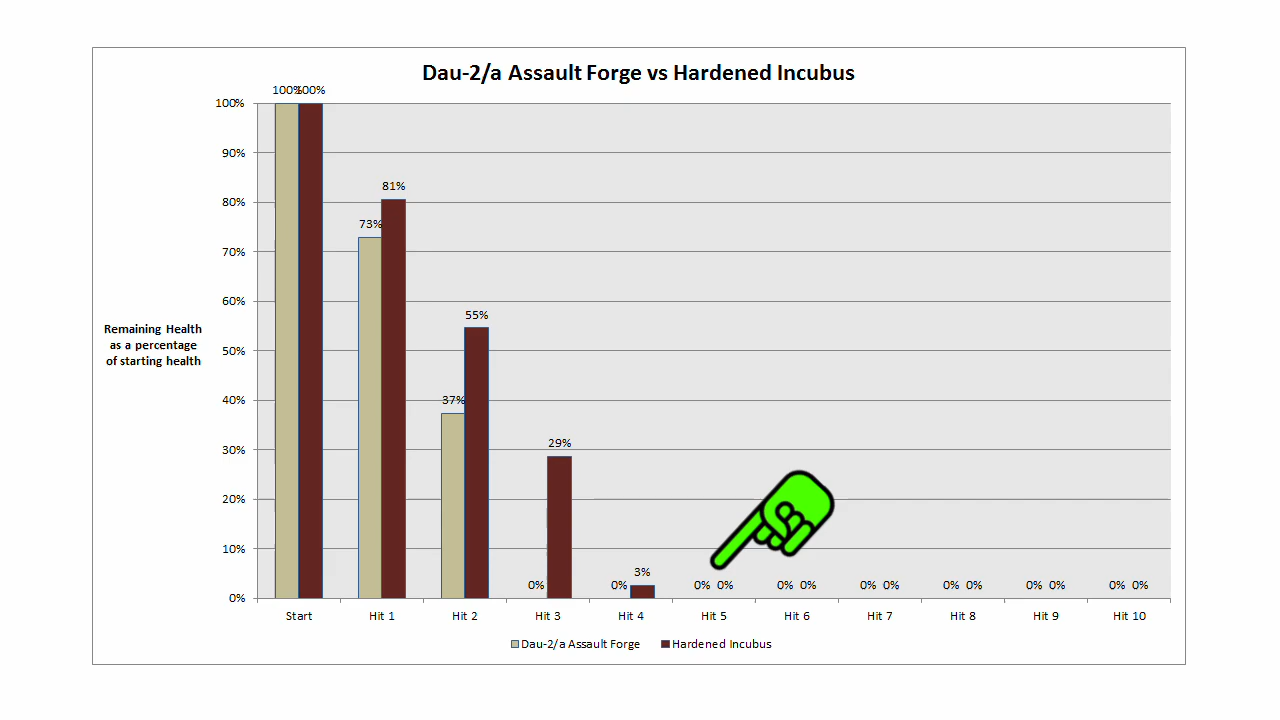 Dau-2/a Assault Forge vs Hardened Incubus
100% 100%
100%
90%
81%
80%
73%
70%
60%
55%
Remaining Health
as a percentage
of starting health
50%
40%
37%
30%
29%
20%
10%
3%
0% 0% 0% 0% 0% 0% 0% 0% 0% 0% 0% 0% 0% 0%
0%
Start Hit 1 Hit 2 Hit 3 Hit 4 Hit 5 Hit 6 Hit 7 Hit 8 Hit 9 Hit 10
Dau-2/a Assault Forge Hardened Incubus